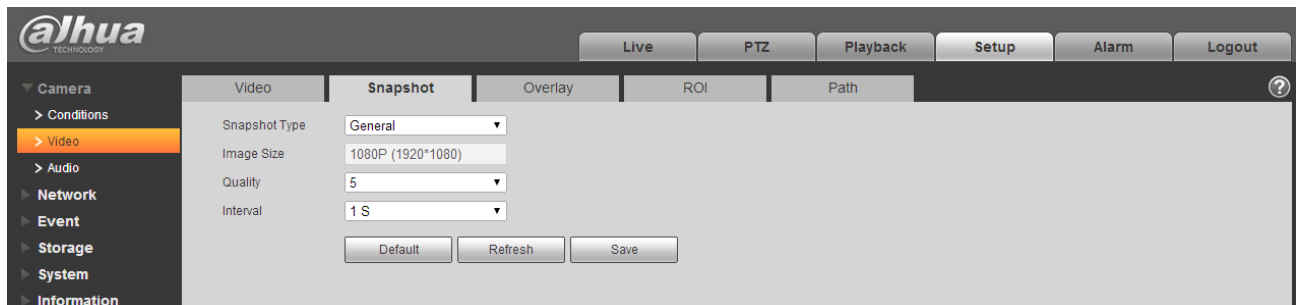 alhua
TECHNOLOGY
Live PTZ Playback Setup Alarm Logout
Camera
Video Snapshot Overlay ROI Path ?
> Conditions
Snapshot Type General
> Video
Image Size 1080P (1920*1080)
> Audio
Quality 5
Network
Interval 1 S
Event
Storage
Default Refresh Save
System
Information